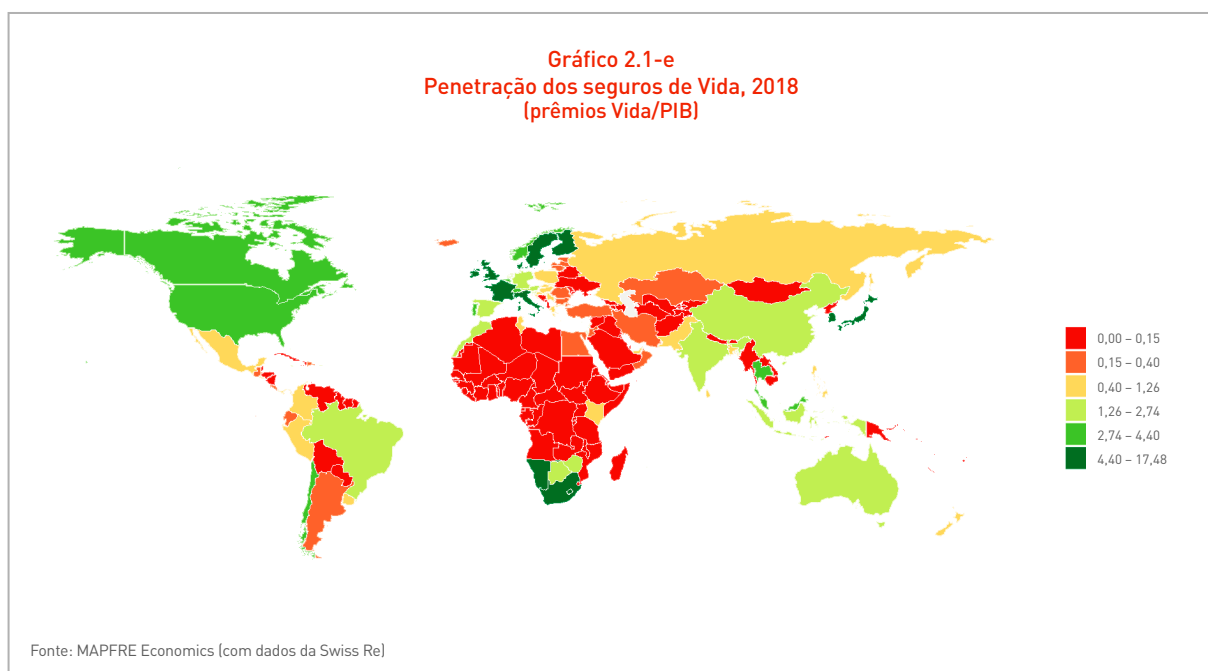 Gráfico 2.1-e
Penetração dos seguros de Vida, 2018
(prêmios Vida/PIB)
0,00 – 0,15
0,15 – 0,40
0,40 – 1,26
1,26 – 2,74
2,74 – 4,40
4,40 – 17,48
Fonte: MAPFRE Economics (com dados da Swiss Re)